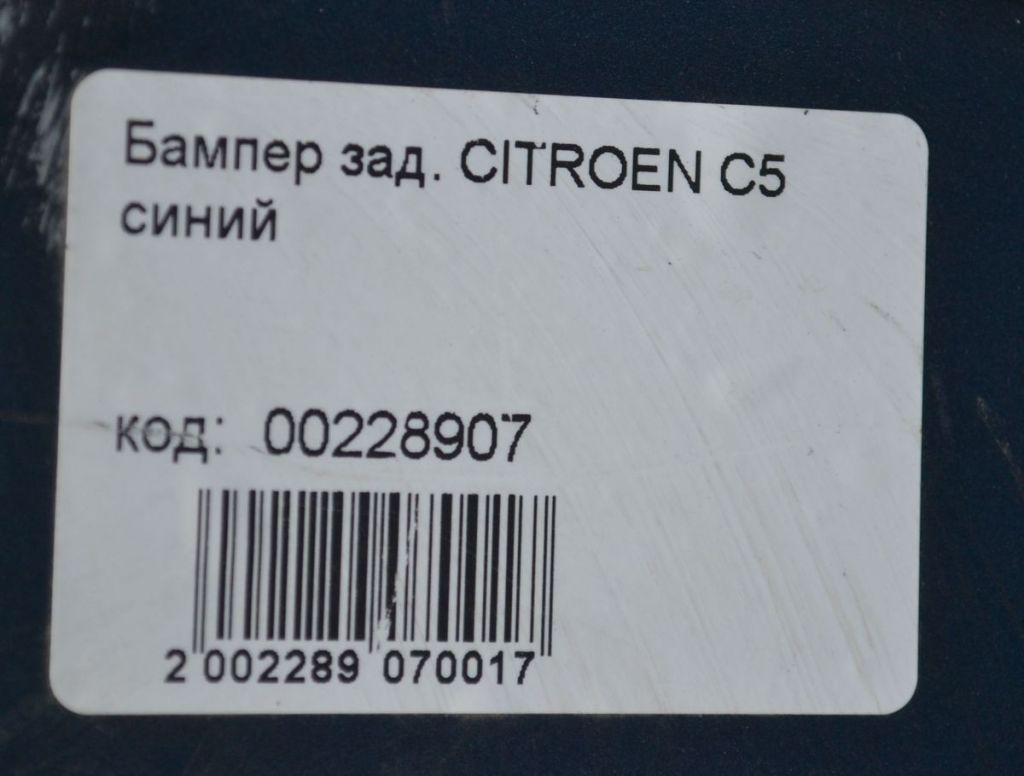 Бампер зад. CITROEN C5
синий
код: 00228907
2 002289 070017